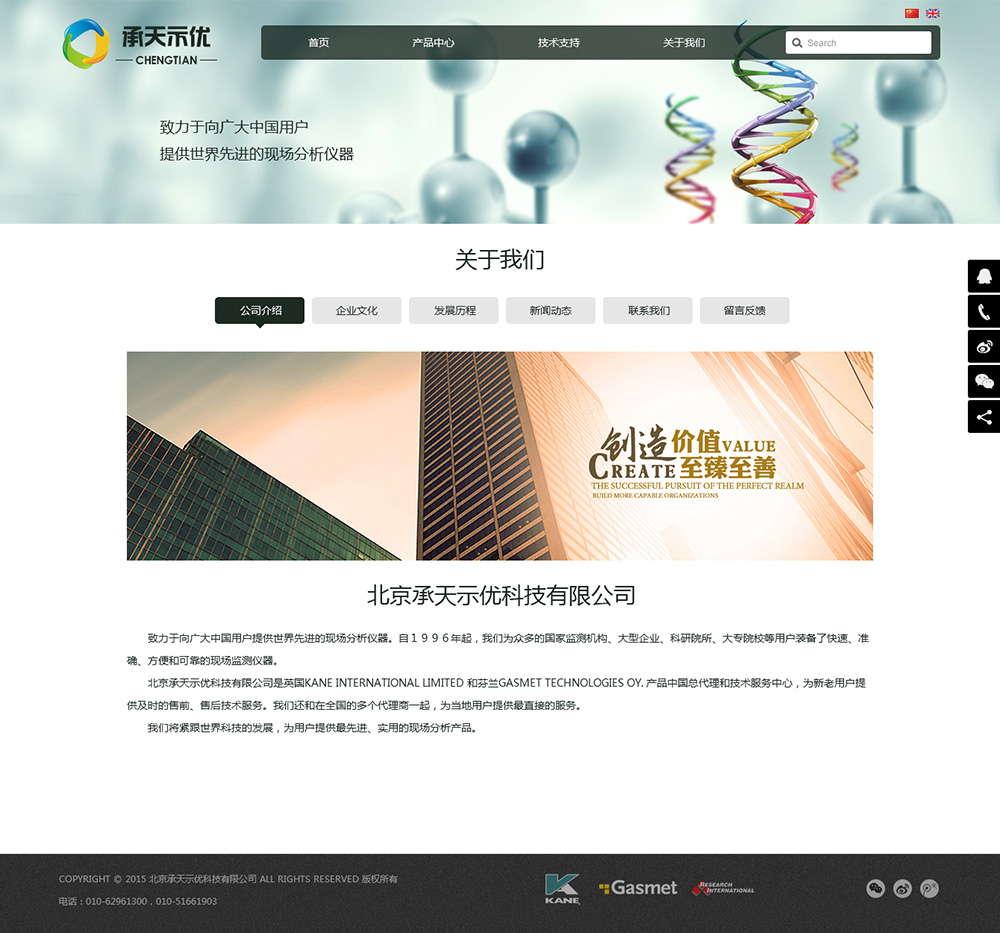 承天示优
CHENGTIAN
首页 产品中心 技术支持 关于我们 Search
致力于向广大中国用户
提供世界先进的现场分析仪器
关于我们
公司介绍 企业文化 发展历程 新闻动态 联系我们 留言反馈
创造价值VALUE
CREATE至臻至善
THE SUCCESSFUL PURSUIT OF THE PERFECT REALM
BUILD MORE CAPABLE ORGANIZATIONS
北京承天示优科技有限公司
致力于向广大中国用户提供世界先进的现场分析仪器。自１９９６年起，我们为众多的国家监测机构、大型企业、科研院所、大专院校等用户装备了快速、准
确、方便和可靠的现场监测仪器。
北京承天示优科技有限公司是英国KANE INTERNATIONAL LIMITED 和芬兰GASMET TECHNOLOGIES OY. 产品中国总代理和技术服务中心，为新老用户提
供及时的售前、售后技术服务。我们还和在全国的多个代理商一起，为当地用户提供最直接的服务。
我们将紧跟世界科技的发展，为用户提供最先进、实用的现场分析产品。
COPYRIGHT © 2015 北京承天示优科技有限公司 ALL RIGHTS RESERVED 版权所有
电话：010-62961300，010-51661903
KANE
Gasmet
RESEARCH
INTERNATIONAL